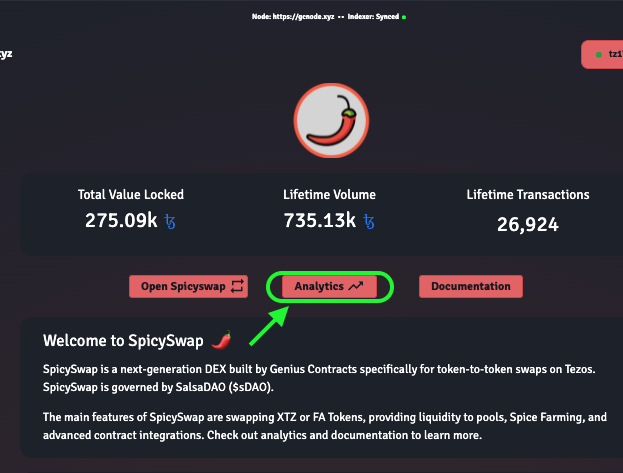 Node: https://gcnode.xyz •• Indexer: Synced
xyz
tz1
Total Value Locked
Lifetime Volume
Lifetime Transactions
275.09k ꜩ
735.13k ꜩ
26,924
Open Spicyswap
Analytics
Documentation
Welcome to SpicySwap 🌶️
SpicySwap is a next-generation DEX built by Genius Contracts specifically for token-to-token swaps on Tezos.
SpicySwap is governed by SalsaDAO ($sDAO).
The main features of SpicySwap are swapping XTZ or FA Tokens, providing liquidity to pools, Spice Farming, and
advanced contract integrations. Check out analytics and documentation to learn more.